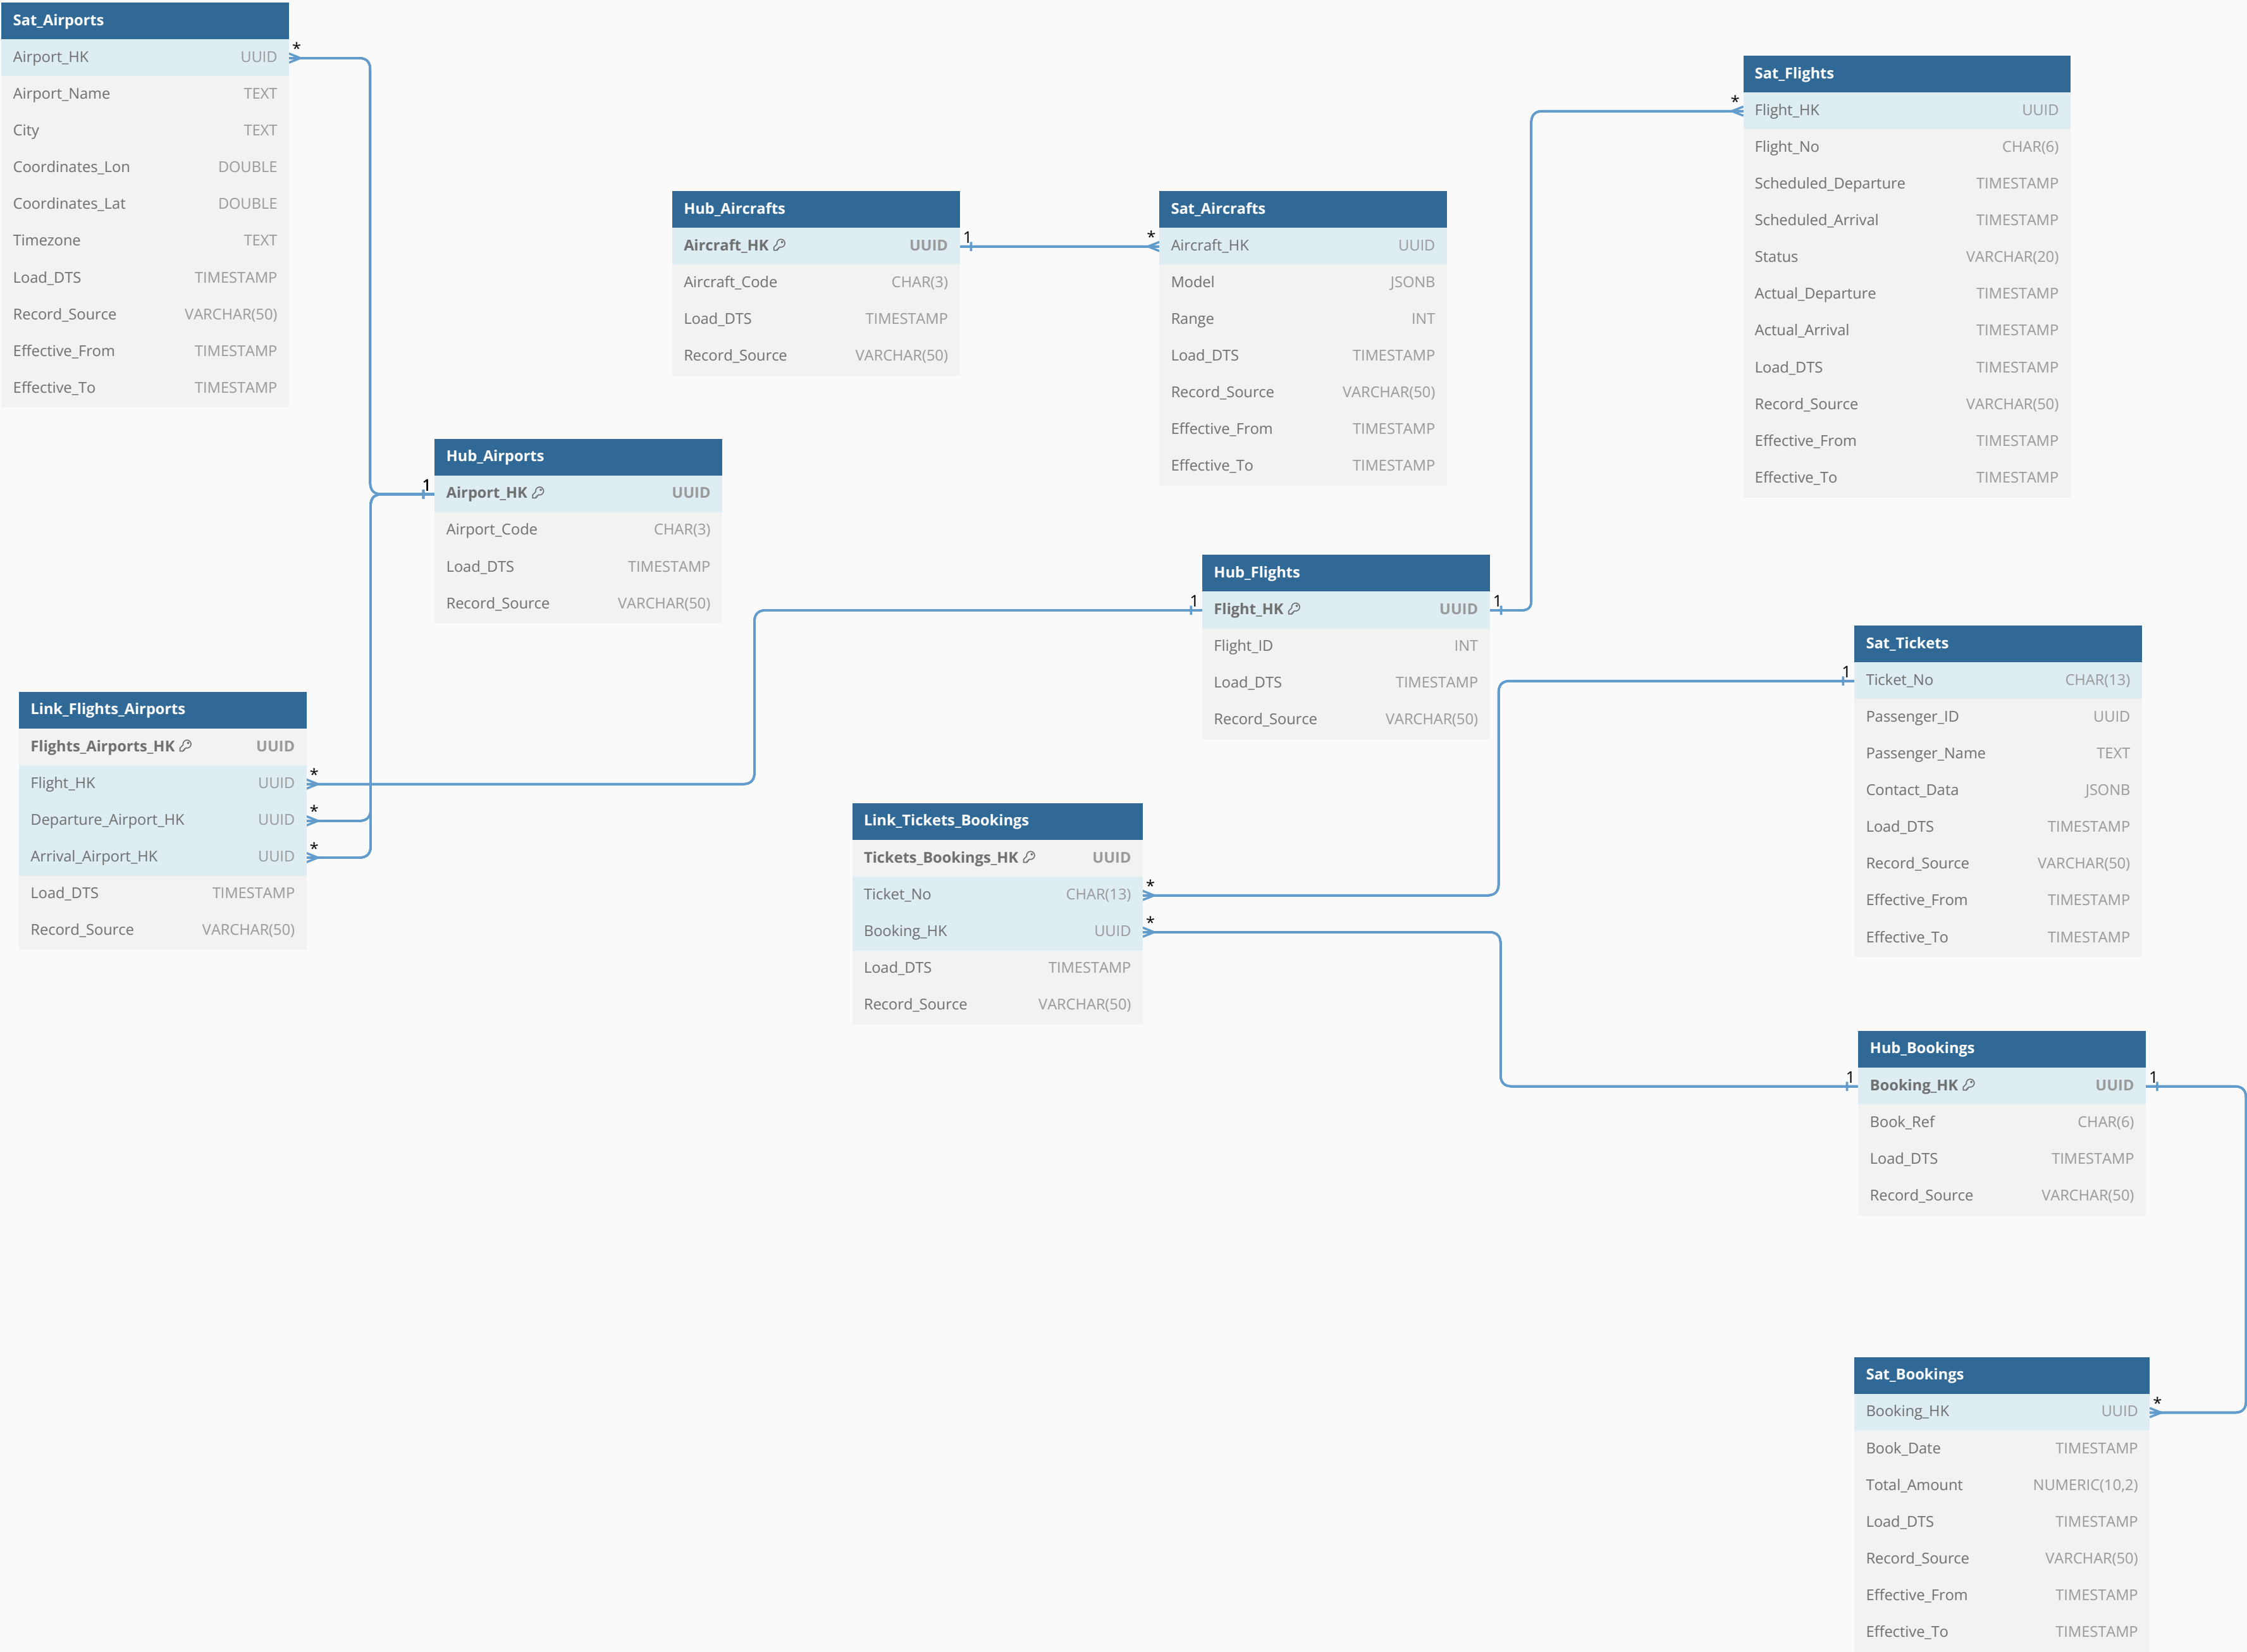 Sat_Airports
Airport_HK UUID
Airport_Name TEXT
City TEXT
Coordinates_Lon DOUBLE
Coordinates_Lat DOUBLE
Timezone TEXT
Load_DTS TIMESTAMP
Record_Source VARCHAR(50)
Effective_From TIMESTAMP
Effective_To TIMESTAMP
*
1
Hub_Aircrafts
Aircraft_HK UUID
Aircraft_Code CHAR(3)
Load_DTS TIMESTAMP
Record_Source VARCHAR(50)
1
*
Sat_Aircrafts
Aircraft_HK UUID
Model JSONB
Range INT
Load_DTS TIMESTAMP
Record_Source VARCHAR(50)
Effective_From TIMESTAMP
Effective_To TIMESTAMP
*
Sat_Flights
Flight_HK UUID
Flight_No CHAR(6)
Scheduled_Departure TIMESTAMP
Scheduled_Arrival TIMESTAMP
Status VARCHAR(20)
Actual_Departure TIMESTAMP
Actual_Arrival TIMESTAMP
Load_DTS TIMESTAMP
Record_Source VARCHAR(50)
Effective_From TIMESTAMP
Effective_To TIMESTAMP
Hub_Airports
Airport_HK UUID
Airport_Code CHAR(3)
Load_DTS TIMESTAMP
Record_Source VARCHAR(50)
1
1
Hub_Flights
Flight_HK UUID
Flight_ID INT
Load_DTS TIMESTAMP
Record_Source VARCHAR(50)
1
Sat_Tickets
Ticket_No CHAR(13)
Passenger_ID UUID
Passenger_Name TEXT
Contact_Data JSONB
Load_DTS TIMESTAMP
Record_Source VARCHAR(50)
Effective_From TIMESTAMP
Effective_To TIMESTAMP
Link_Flights_Airports
Flights_Airports_HK UUID
Flight_HK UUID
Departure_Airport_HK UUID
Arrival_Airport_HK UUID
Load_DTS TIMESTAMP
Record_Source VARCHAR(50)
*
*
*
Link_Tickets_Bookings
Tickets_Bookings_HK UUID
Ticket_No CHAR(13)
Booking_HK UUID
Load_DTS TIMESTAMP
Record_Source VARCHAR(50)
*
*
1
1
Hub_Bookings
Booking_HK UUID
Book_Ref CHAR(6)
Load_DTS TIMESTAMP
Record_Source VARCHAR(50)
*
Sat_Bookings
Booking_HK UUID
Book_Date TIMESTAMP
Total_Amount NUMERIC(10,2)
Load_DTS TIMESTAMP
Record_Source VARCHAR(50)
Effective_From TIMESTAMP
Effective_To TIMESTAMP